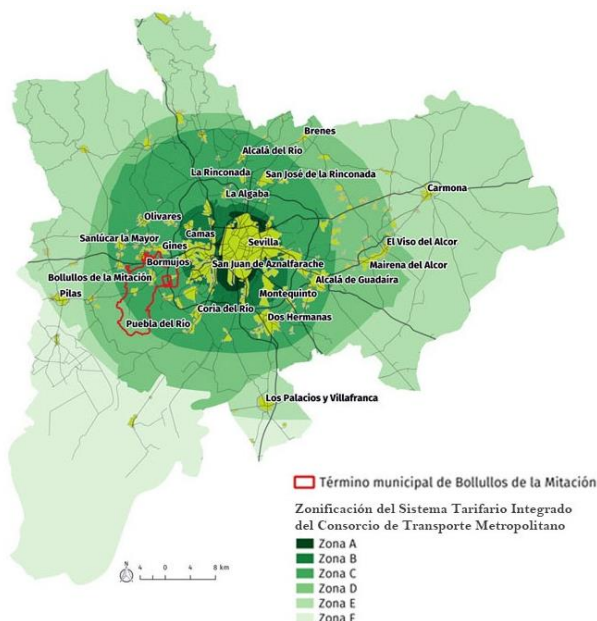 Brenes
Alcalá del Río
La Rinconada
San José de la Rinconada
Carmona
La Algaba
Olivares
Camas
Sanlúcar la Mayor
Gines
Sevilla
El Viso del Alcor
Bormujos
San Juan de Aznalfarache
Mairena del Alcor
Bollullos de la Mitación
Alcalá de Guadaira
Pilas
Montequinto
Coria del Río
Puebla del Río
Dos Hermanas
Los Palacios y Villafranca
Término municipal de Bollullos de la Mitación
Zonificación del Sistema Tarifario Integrado
del Consorcio de Transporte Metropolitano
Zona A
Zona B
Zona C
Zona D
Zona E
Zona F
N
4 0 4 8 km